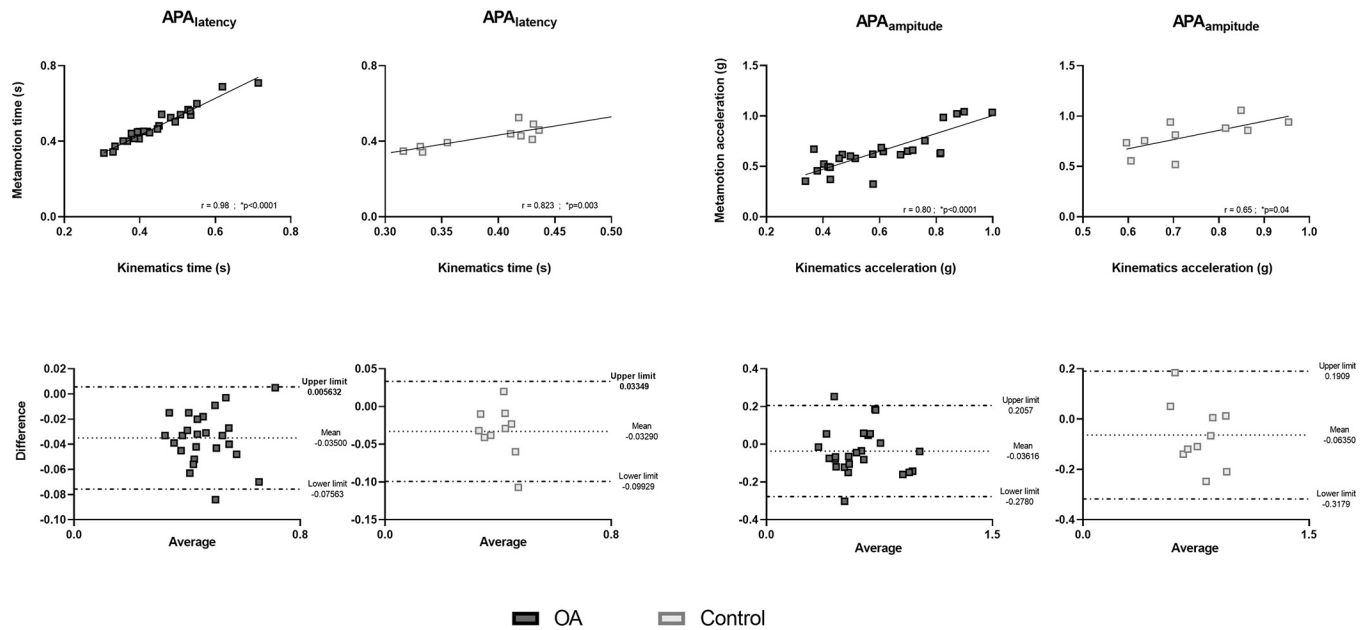 APAlatency
APAlatency
APAampitude
APAampitude
Metamotion time (s)
0.8
0.4
0.0
r = 0.98 ; *p<0.0001
0.2
0.4
0.6
0.8
Kinematics time (s)
0.8
0.4
0.0
r = 0.823 ; *p=0.003
0.30
0.35
0.40
0.45
0.50
Kinematics time (s)
Metamotion acceleration (g)
1.5
1.0
0.5
0.0
r = 0.80 ; *p<0.0001
0.2
0.4
0.6
0.8
1.0
Kinematics acceleration (g)
1.5
1.0
0.5
0.0
r = 0.65 ; *p=0.04
0.5
0.6
0.7
0.8
0.9
1.0
Kinematics acceleration (g)
Difference
0.02
0.00
-0.02
-0.04
-0.06
-0.08
-0.10
Upper limit
0.005632
Mean
-0.03500
Lower limit
-0.07563
0.0
0.8
Average
0.05
0.00
-0.05
-0.10
-0.15
Upper limit
0.03349
Mean
-0.03290
Lower limit
-0.09929
0.0
0.8
Average
0.4
0.2
0.0
-0.2
-0.4
Upper limit
0.2057
Mean
-0.03616
Lower limit
-0.2780
0.0
1.5
Average
0.2
0.0
-0.2
-0.4
Upper limit
0.1909
Mean
-0.06350
Lower limit
-0.3179
0.0
1.5
Average
OA
Control